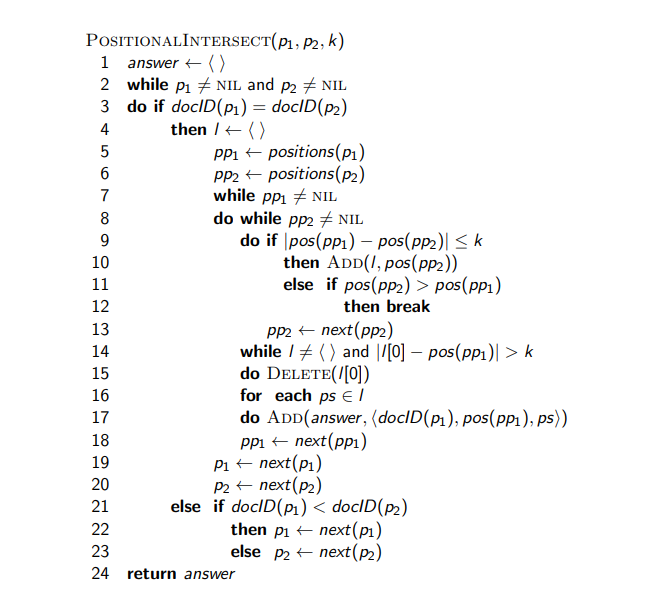 POSITIONALINTERSECT(p₁, p₂, k)
1 answer ← ⟨ ⟩
2 while p₁ ≠ NIL and p₂ ≠ NIL
3 do if docID(p₁) = docID(p₂)
4 then l ← ⟨ ⟩
5 pp₁ ← positions(p₁)
6 pp₂ ← positions(p₂)
7 while pp₁ ≠ NIL
8 do while pp₂ ≠ NIL
9 do if |pos(pp₁) − pos(pp₂)| ≤ k
10 then ADD(l, pos(pp₂))
11 else if pos(pp₂) > pos(pp₁)
12 then break
13 pp₂ ← next(pp₂)
14 while l ≠ ⟨ ⟩ and |l[0] − pos(pp₁)| > k
15 do DELETE(l[0])
16 for each ps ∈ l
17 do ADD(answer, ⟨docID(p₁), pos(pp₁), ps⟩)
18 pp₁ ← next(pp₁)
19 p₁ ← next(p₁)
20 p₂ ← next(p₂)
21 else if docID(p₁) < docID(p₂)
22 then p₁ ← next(p₁)
23 else p₂ ← next(p₂)
24 return answer